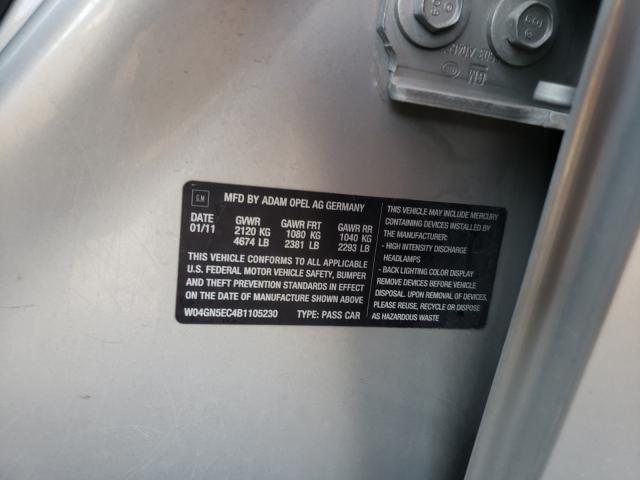 GM
MFD BY ADAM OPEL AG GERMANY
DATE GVWR GAWR FRT GAWR RR
01/11 2120 KG 1080 KG 1040 KG
4674 LB 2381 LB 2293 LB
THIS VEHICLE CONFORMS TO ALL APPLICABLE
U.S. FEDERAL MOTOR VEHICLE SAFETY, BUMPER
AND THEFT PREVENTION STANDARDS IN EFFECT
ON THE DATE OF MANUFACTURE SHOWN ABOVE
W04GN5EC4B1105230 TYPE: PASS CAR
THIS VEHICLE MAY INCLUDE MERCURY
CONTAINING DEVICES INSTALLED BY
THE MANUFACTURER:
- HIGH INTENSITY DISCHARGE
HEADLAMPS
- BACK LIGHTING COLOR DISPLAY
REMOVE DEVICES BEFORE VEHICLE
DISPOSAL. UPON REMOVAL OF DEVICES,
PLEASE REUSE, RECYCLE OR DISPOSE
AS HAZARDOUS WASTE
GM